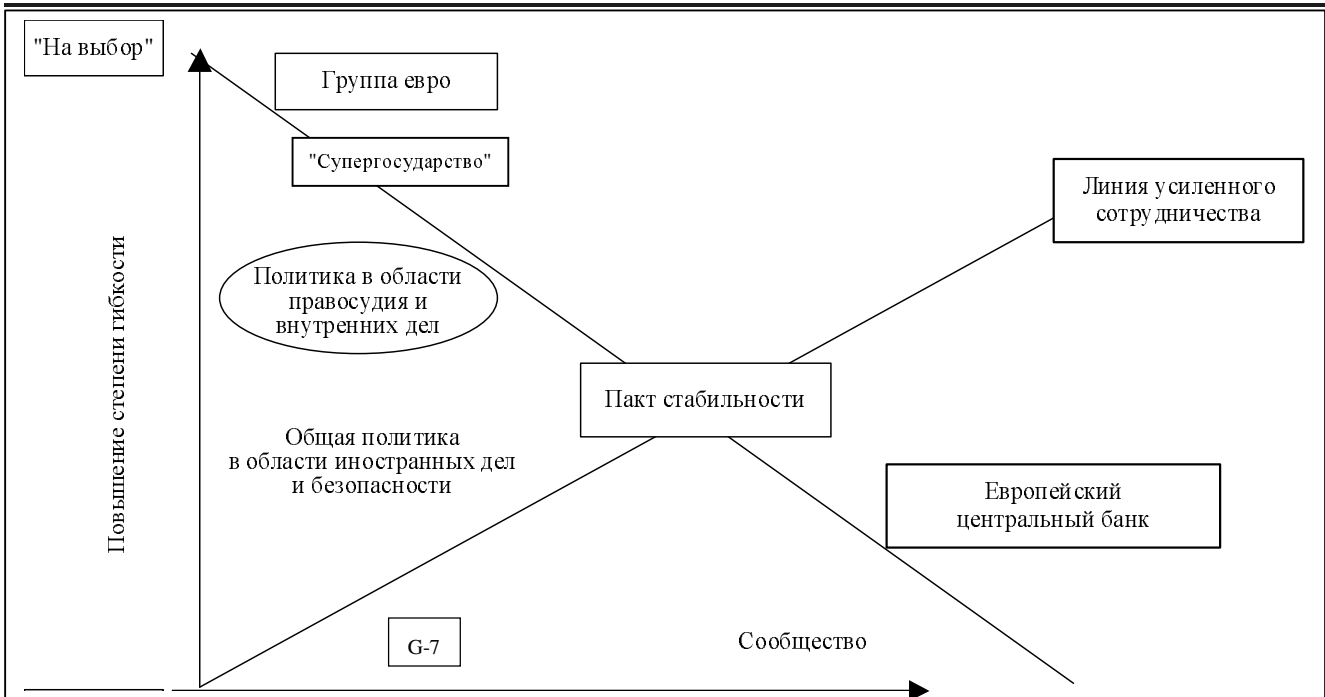 "На выбор"
Группа евро
"Супергосударство"
Линия усиленного
сотрудничества
Политика в области
правосудия и
внутренних дел
Повышение степени гибкости
Пакт стабильности
Общая политика
в области иностранных дел
и безопасности
Европейский
центральный банк
G-7
Сообщество